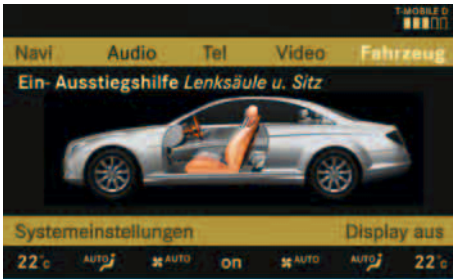 T-MOBILE D
Navi Audio Tel Video Fahrzeug
Ein- Ausstiegshilfe Lenksäule u. Sitz
Systemeinstellungen Display aus
22°c AUTO AUTO on AUTO AUTO 22°c